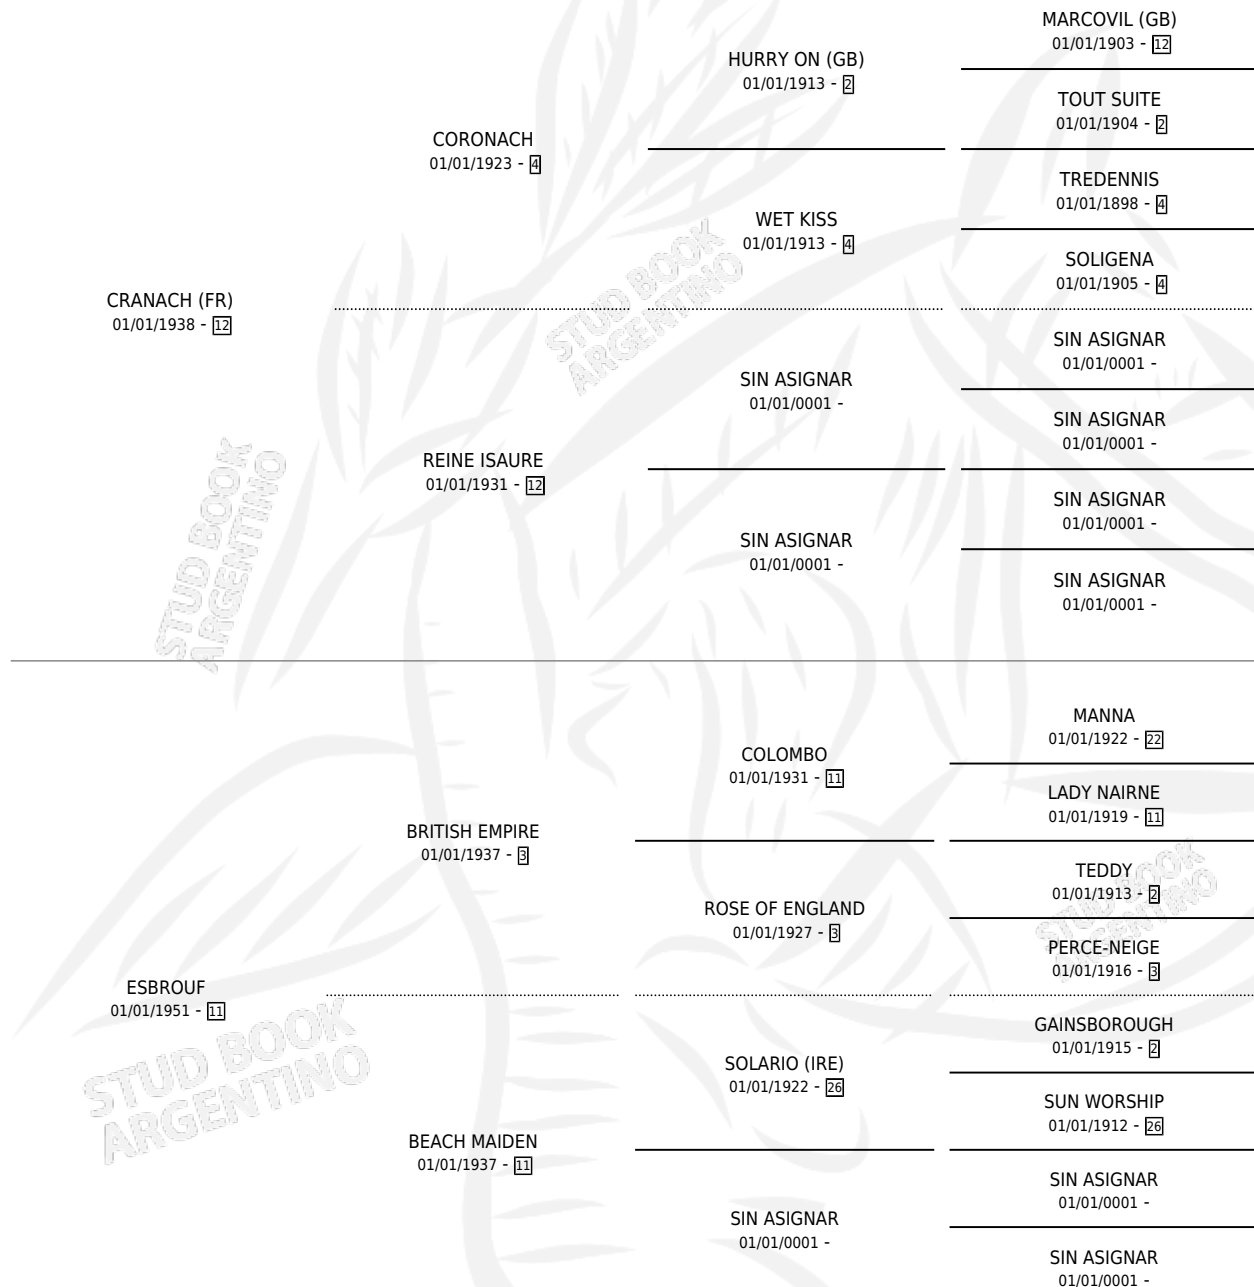 MARCOVIL (GB)
01/01/1903 - 12
HURRY ON (GB)
01/01/1913 - 2
TOUT SUITE
01/01/1904 - 2
CORONACH
01/01/1923 - 4
TREDENNIS
01/01/1898 - 4
WET KISS
01/01/1913 - 4
SOLIGENA
01/01/1905 - 4
CRANACH (FR)
01/01/1938 - 12
SIN ASIGNAR
01/01/0001 -
SIN ASIGNAR
01/01/0001 -
SIN ASIGNAR
01/01/0001 -
REINE ISAURE
01/01/1931 - 12
SIN ASIGNAR
01/01/0001 -
SIN ASIGNAR
01/01/0001 -
SIN ASIGNAR
01/01/0001 -
STUD BOOK
ARGENTINO
STUD BOOK
ARGENTINO
MANNA
01/01/1922 - 22
COLOMBO
01/01/1931 - 11
LADY NAIRNE
01/01/1919 - 11
BRITISH EMPIRE
01/01/1937 - 3
TEDDY
01/01/1913 - 2
ROSE OF ENGLAND
01/01/1927 - 3
PERCE-NEIGE
01/01/1916 - 3
STUD BOOK
ARGENTINO
ESBROUF
01/01/1951 - 11
GAINSBOROUGH
01/01/1915 - 2
SOLARIO (IRE)
01/01/1922 - 26
SUN WORSHIP
01/01/1912 - 26
STUD BOOK
ARGENTINO
BEACH MAIDEN
01/01/1937 - 11
SIN ASIGNAR
01/01/0001 -
SIN ASIGNAR
01/01/0001 -
SIN ASIGNAR
01/01/0001 -